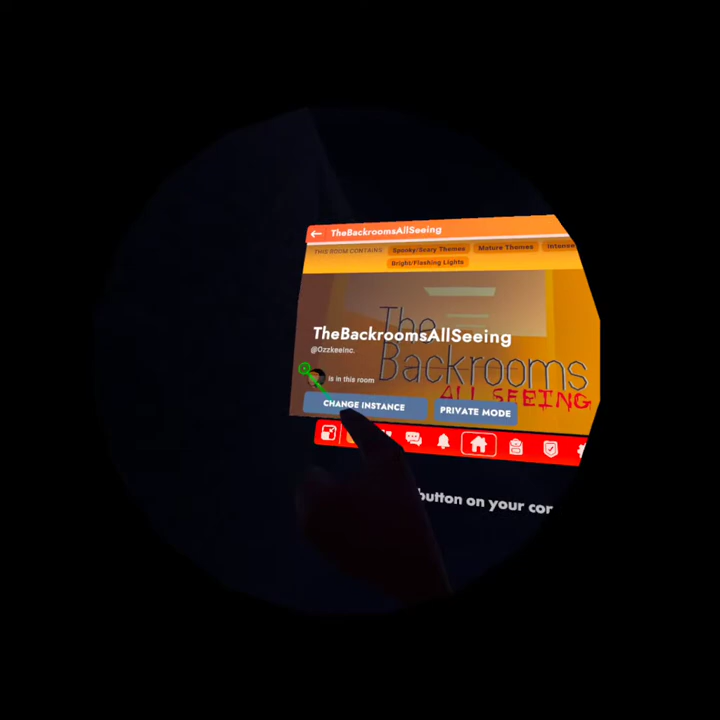 TheBackroomsAllSeeing
THIS ROOM CONTAINS: Spooky/Scary Themes Mature Themes Intense
Bright/Flashing Lights
The
Backrooms
ALL SEEING
TheBackroomsAllSeeing
@OzzkeeInc.
is in this room
CHANGE INSTANCE PRIVATE MODE
button on your cor